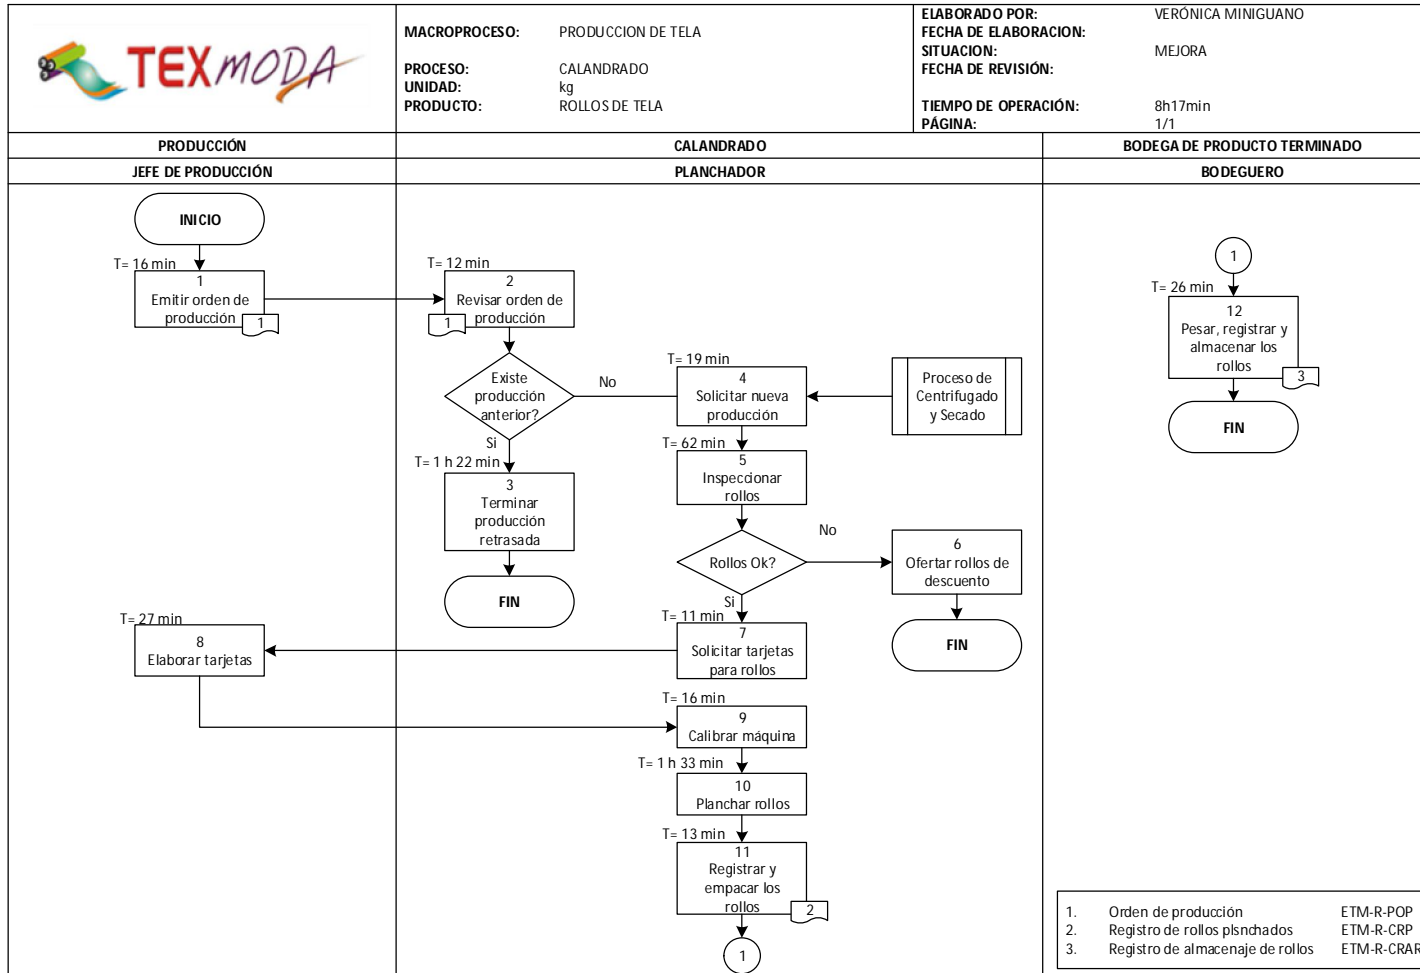 TEXMODA
MACROPROCESO: PRODUCCION DE TELA
PROCESO: CALANDRADO
UNIDAD: kg
PRODUCTO: ROLLOS DE TELA
ELABORADO POR: VERÓNICA MINIGUANO
FECHA DE ELABORACION:
SITUACION: MEJORA
FECHA DE REVISIÓN:
TIEMPO DE OPERACIÓN: 8h17min
PÁGINA: 1/1
PRODUCCIÓN
CALANDRADO
BODEGA DE PRODUCTO TERMINADO
JEFE DE PRODUCCIÓN
PLANCHADOR
BODEGUERO
INICIO
T= 16 min
1
Emitir orden de
producción
1
T= 12 min
2
Revisar orden de
producción
1
Existe
producción
anterior?
No
Si
T= 1 h 22 min
3
Terminar
producción
retrasada
FIN
T= 19 min
4
Solicitar nueva
producción
Proceso de
Centrifugado
y Secado
T= 62 min
5
Inspeccionar
rollos
Rollos Ok?
No
Si
6
Ofertar rollos de
descuento
FIN
T= 11 min
7
Solicitar tarjetas
para rollos
T= 27 min
8
Elaborar tarjetas
T= 16 min
9
Calibrar máquina
T= 1 h 33 min
10
Planchar rollos
T= 13 min
11
Registrar y
empacar los
rollos
2
1
1
T= 26 min
12
Pesar, registrar y
almacenar los
rollos
3
FIN
1. Orden de producción ETM-R-POP
2. Registro de rollos plsnchados ETM-R-CRP
3. Registro de almacenaje de rollos ETM-R-CRAR